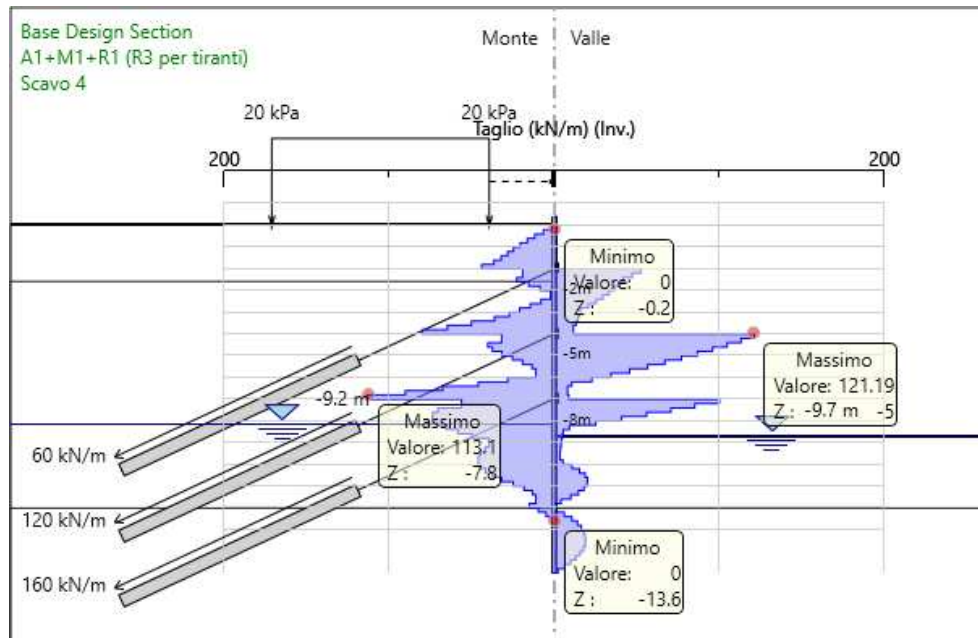 Base Design Section
A1+M1+R1 (R3 per tiranti)
Scavo 4
Monte
Valle
20 kPa
20 kPa
Taglio (kN/m) (Inv.)
200
200
Minimo
Valore: 0
Z : -0.2
-2m
-5m
-8m
Massimo
Valore: 121.19
Z : -9.7 m -5
-9.2 m
Massimo
Valore: 113.1
Z : -7.8
60 kN/m
120 kN/m
160 kN/m
Minimo
Valore: 0
Z : -13.6